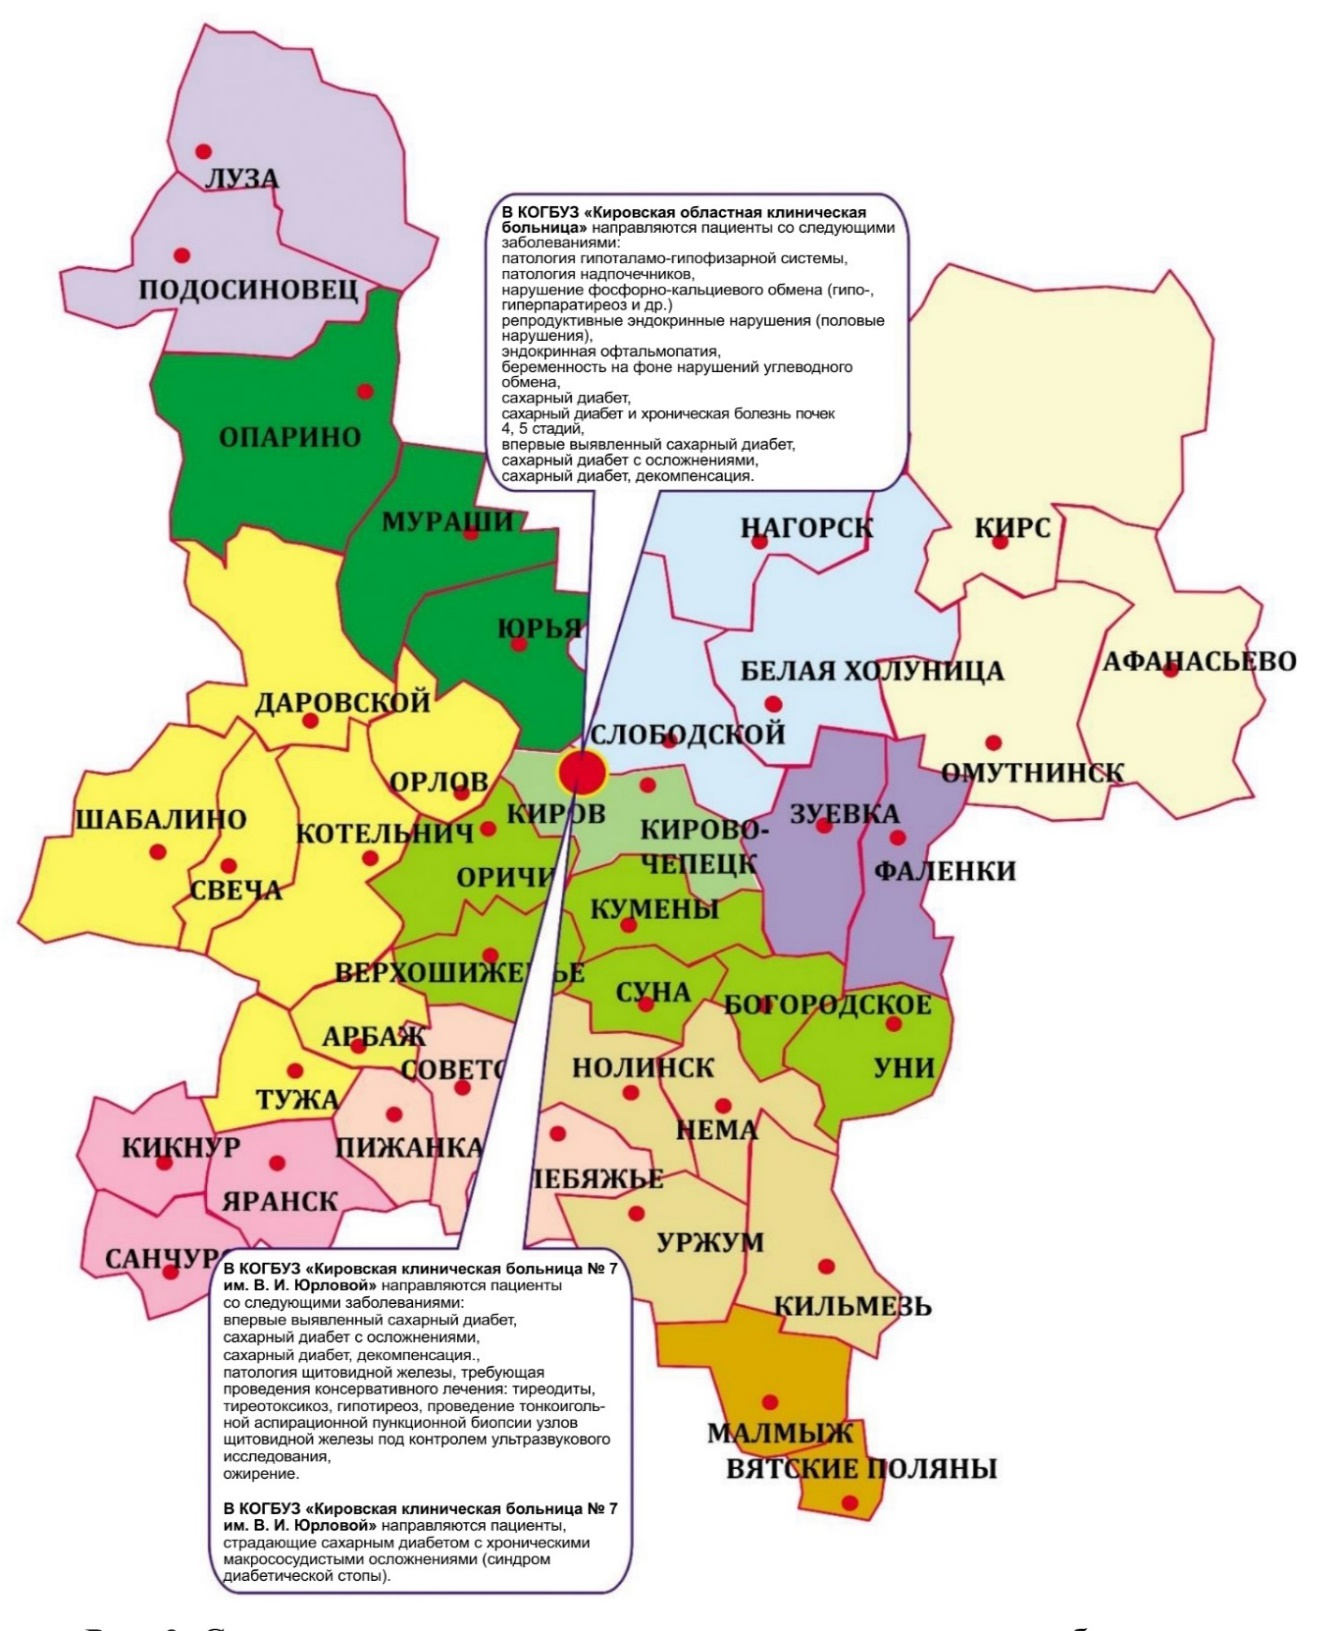 ЛУЗА
ПОДОСИНОВЕЦ
В КОГБУЗ «Кировская областная клиническая
больница» направляются пациенты со следующими
заболеваниями:
патология гипоталамо-гипофизарной системы,
патология надпочечников,
нарушение фосфорно-кальциевого обмена (гипо-,
гиперпаратиреоз и др.)
репродуктивные эндокринные нарушения (половые
нарушения),
эндокринная офтальмопатия,
беременность на фоне нарушений углеводного
обмена,
сахарный диабет,
сахарный диабет и хроническая болезнь почек
4, 5 стадий,
впервые выявленный сахарный диабет,
сахарный диабет с осложнениями,
сахарный диабет, декомпенсация.
ОПАРИНО
МУРАШИ
НАГОРСК
КИРС
ЮРЬЯ
БЕЛАЯ ХОЛУНИЦА
АФАНАСЬЕВО
ДАРОВСКОЙ
СЛОБОДСКОЙ
ОРЛОВ
ОМУТНИНСК
ШАБАЛИНО
КОТЕЛЬНИЧ
КИРОВ
КИРОВО-
ЧЕПЕЦК
ЗУЕВКА
ФАЛЕНКИ
СВЕЧА
ОРИЧИ
КУМЕНЫ
ВЕРХОШИЖЕ ЬЕ
СУНА
БОГОРОДСКОЕ
АРБАЖ
СОВЕТС
НОЛИНСК
УНИ
ТУЖА
НЕМА
КИКНУР
ПИЖАНКА
ЛЕБЯЖЬЕ
ЯРАНСК
УРЖУМ
САНЧУРС
КИЛЬМЕЗЬ
В КОГБУЗ «Кировская клиническая больница № 7
им. В. И. Юрловой» направляются пациенты
со следующими заболеваниями:
впервые выявленный сахарный диабет,
сахарный диабет с осложнениями,
сахарный диабет, декомпенсация.,
патология щитовидной железы, требующая
проведения консервативного лечения: тиреодиты,
тиреотоксикоз, гипотиреоз, проведение тонкоиголь-
ной аспирационной пункционной биопсии узлов
щитовидной железы под контролем ультразвукового
исследования,
ожирение.
В КОГБУЗ «Кировская клиническая больница № 7
им. В. И. Юрловой» направляются пациенты,
страдающие сахарным диабетом с хроническими
макрососудистыми осложнениями (синдром
диабетической стопы).
МАЛМЫЖ
ВЯТСКИЕ ПОЛЯНЫ